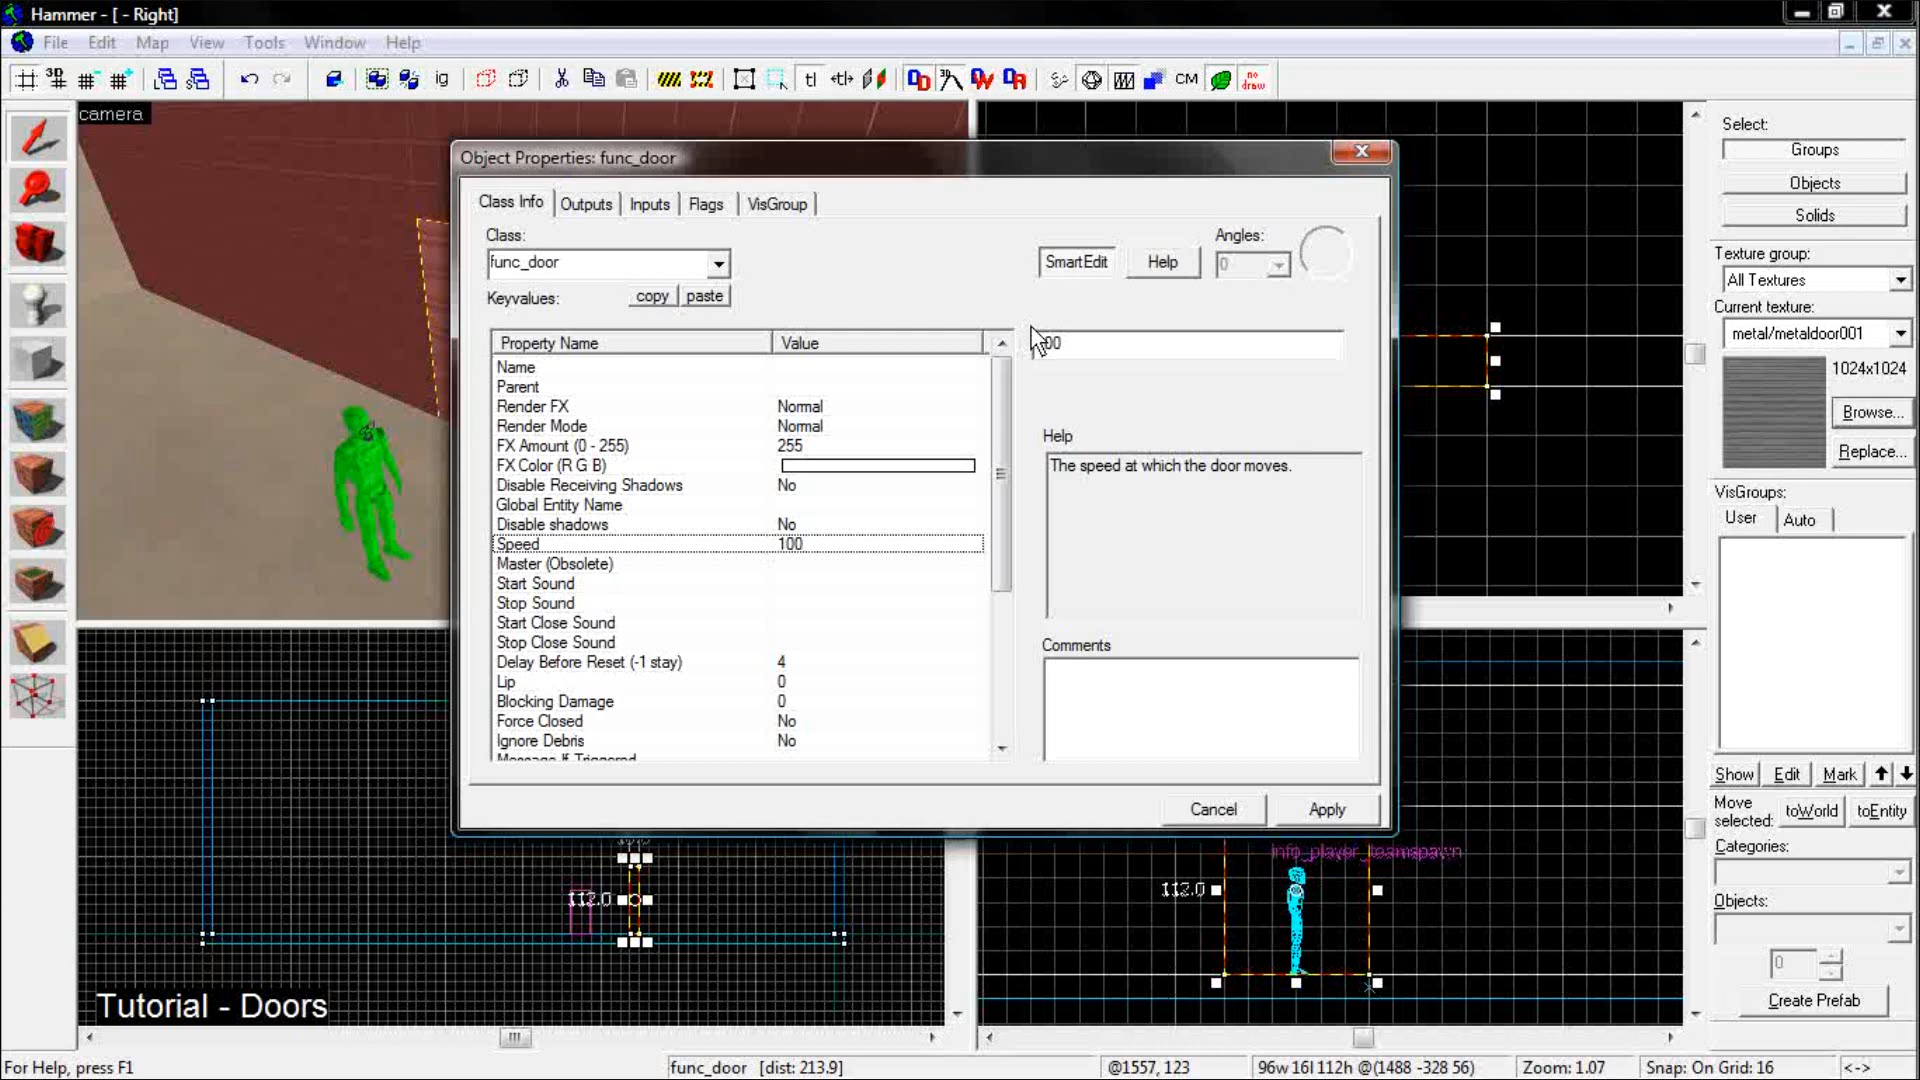 Hammer - [ - Right]
File Edit Map View Tools Window Help
3D ig tl CM no draw
camera
Object Properties: func_door
Class Info Outputs Inputs Flags VisGroup
Class:
func_door
SmartEdit Help
Angles:
0
Keyvalues: copy paste
Property Name Value
Name
Parent
Render FX Normal
Render Mode Normal
FX Amount (0 - 255) 255
FX Color (R G B)
Disable Receiving Shadows No
Global Entity Name
Disable shadows No
Speed 100
Master (Obsolete)
Start Sound
Stop Sound
Start Close Sound
Stop Close Sound
Delay Before Reset (-1 stay) 4
Lip 0
Blocking Damage 0
Force Closed No
Ignore Debris No
Message If Triggered
Help
The speed at which the door moves.
Comments
Cancel Apply
Select:
Groups
Objects
Solids
Texture group:
All Textures
Current texture:
metal/metaldoor001
1024x1024
Browse...
Replace...
VisGroups:
User Auto
Show Edit Mark
Move selected: toWorld toEntity
Categories:
Objects:
0
Create Prefab
112.0
info_player_teamspawn
112.0
Tutorial - Doors
For Help, press F1
func_door [dist: 213.9]
@1557, 123
96w 16l 112h @(1488 -328 56)
Zoom: 1.07
Snap: On Grid: 16
<->